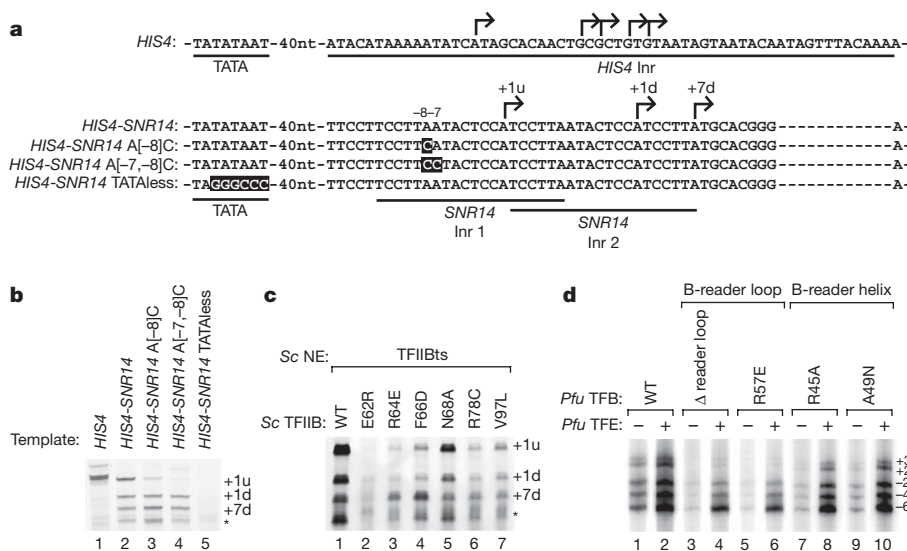 a
HIS4: TATATAAT -40nt- ATACATAAAAATATCATAGCACAACTGCGCTGTGTAATAGTAATACAATAGTTTACAAAA
TATA HIS4 Inr
+1u +1d +7d
–8–7
HIS4-SNR14: TATATAAT -40nt- TTCCTTCCTTAATACTCCATCCTTAATACTCCATCCTTATGCACGGG--------------A-
HIS4-SNR14 A[–8]C: TATATAAT -40nt- TTCCTTCCTTCATACTCCATCCTTAATACTCCATCCTTATGCACGGG--------------A-
HIS4-SNR14 A[–7,–8]C: TATATAAT -40nt- TTCCTTCCTTCCTACTCCATCCTTAATACTCCATCCTTATGCACGGG--------------A-
HIS4-SNR14 TATAless: TAGGGCCC -40nt- TTCCTTCCTTAATACTCCATCCTTAATACTCCATCCTTATGCACGGG--------------A-
TATA SNR14 Inr 1 SNR14 Inr 2
b
Template: HIS4 HIS4-SNR14 HIS4-SNR14 A[–8]C HIS4-SNR14 A[–7,–8]C HIS4-SNR14 TATAless
+1u
+1d
+7d
*
1 2 3 4 5
c
Sc NE: TFIIBts
Sc TFIIB: WT E62R R64E F66D N68A R78C V97L
+1u
+1d
+7d
*
1 2 3 4 5 6 7
d
B-reader loop B-reader helix
Pfu TFB: WT Δ reader loop R57E R45A A49N
Pfu TFE: – + – + – + – + – +
1 2 3 4 5 6 7 8 9 10